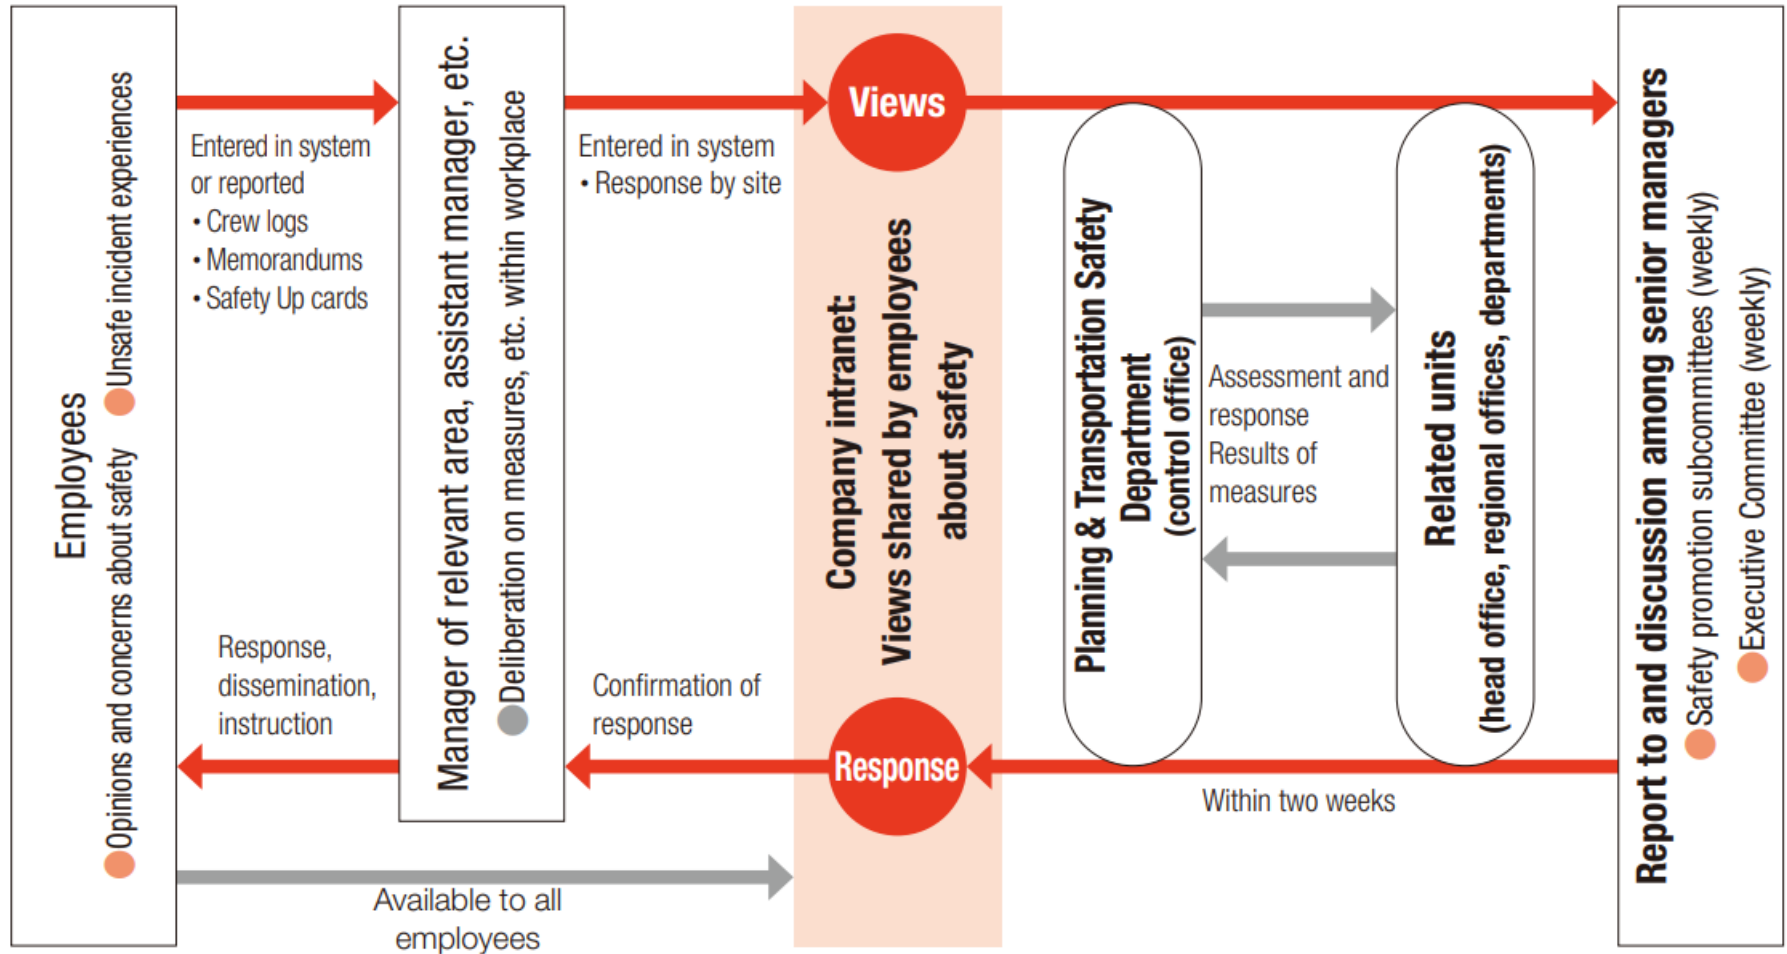 Employees
●Opinions and concerns about safety ●Unsafe incident experiences
Entered in system
or reported
• Crew logs
• Memorandums
• Safety Up cards
Response,
dissemination,
instruction
Manager of relevant area, assistant manager, etc.
●Deliberation on measures, etc. within workplace
Entered in system
• Response by site
Confirmation of
response
Available to all
employees
Views
Company intranet:
Views shared by employees
about safety
Response
Planning & Transportation Safety
Department
(control office)
Assessment and
response
Results of
measures
Related units
(head office, regional offices, departments)
Within two weeks
Report to and discussion among senior managers
●Safety promotion subcommittees (weekly)
●Executive Committee (weekly)